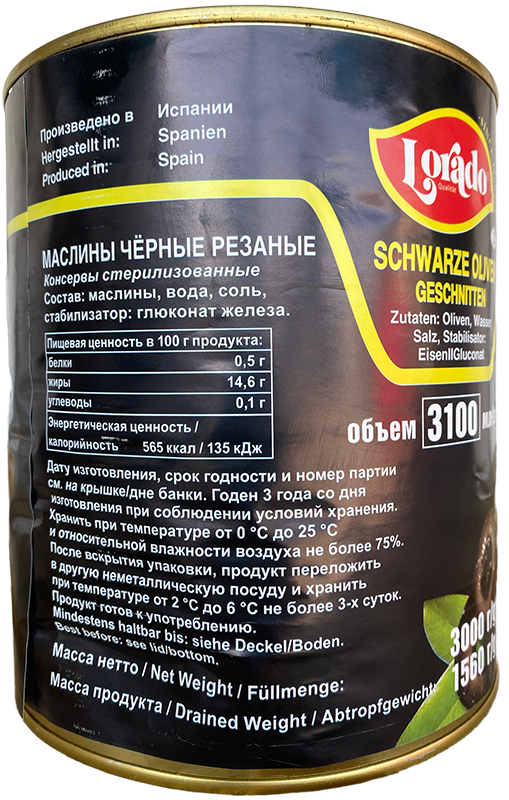 Произведено в
Hergestellt in:
Produced in:
Испании
Spanien
Spain
Lorado
Qualität
SCHWARZE OLIVEN
GESCHNITTEN
Zutaten: Oliven, Wasser,
Salz, Stabilisator:
EisenIIGluconat
МАСЛИНЫ ЧЁРНЫЕ РЕЗАНЫЕ
Консервы стерилизованные
Состав: маслины, вода, соль,
стабилизатор: глюконат железа.
Пищевая ценность в 100 г продукта:
белки 0,5 г
жиры 14,6 г
углеводы 0,1 г
Энергетическая ценность /
калорийность 565 ккал / 135 кДж
объем 3100
Дату изготовления, срок годности и номер партии
см. на крышке/дне банки. Годен 3 года со дня
изготовления при соблюдении условий хранения.
Хранить при температуре от 0 °C до 25 °C
и относительной влажности воздуха не более 75%.
После вскрытия упаковки, продукт переложить
в другую неметаллическую посуду и хранить
при температуре от 2 °C до 6 °C не более 3-х суток.
Продукт готов к употреблению.
Mindestens haltbar bis: siehe Deckel/Boden.
Best before: see lid/bottom.
Масса нетто / Net Weight / Füllmenge:
3000 г/g
Масса продукта / Drained Weight / Abtropfgewicht:
1560 г/g